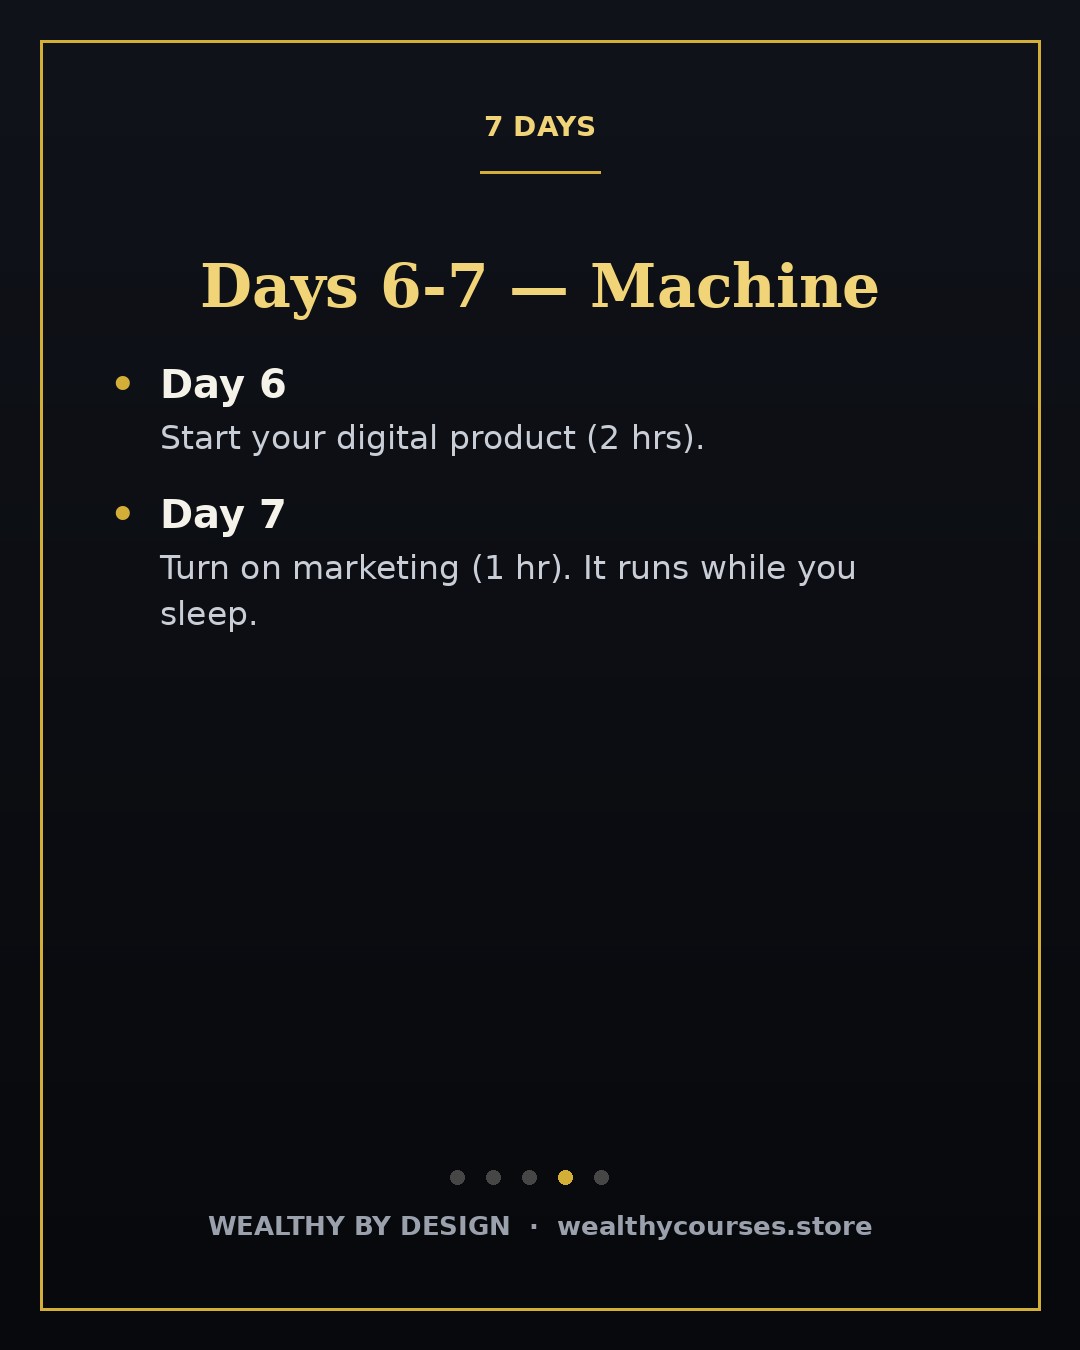 7 DAYS
Days 6-7 — Machine
• Day 6
Start your digital product (2 hrs).
• Day 7
Turn on marketing (1 hr). It runs while you
sleep.
WEALTHY BY DESIGN · wealthycourses.store